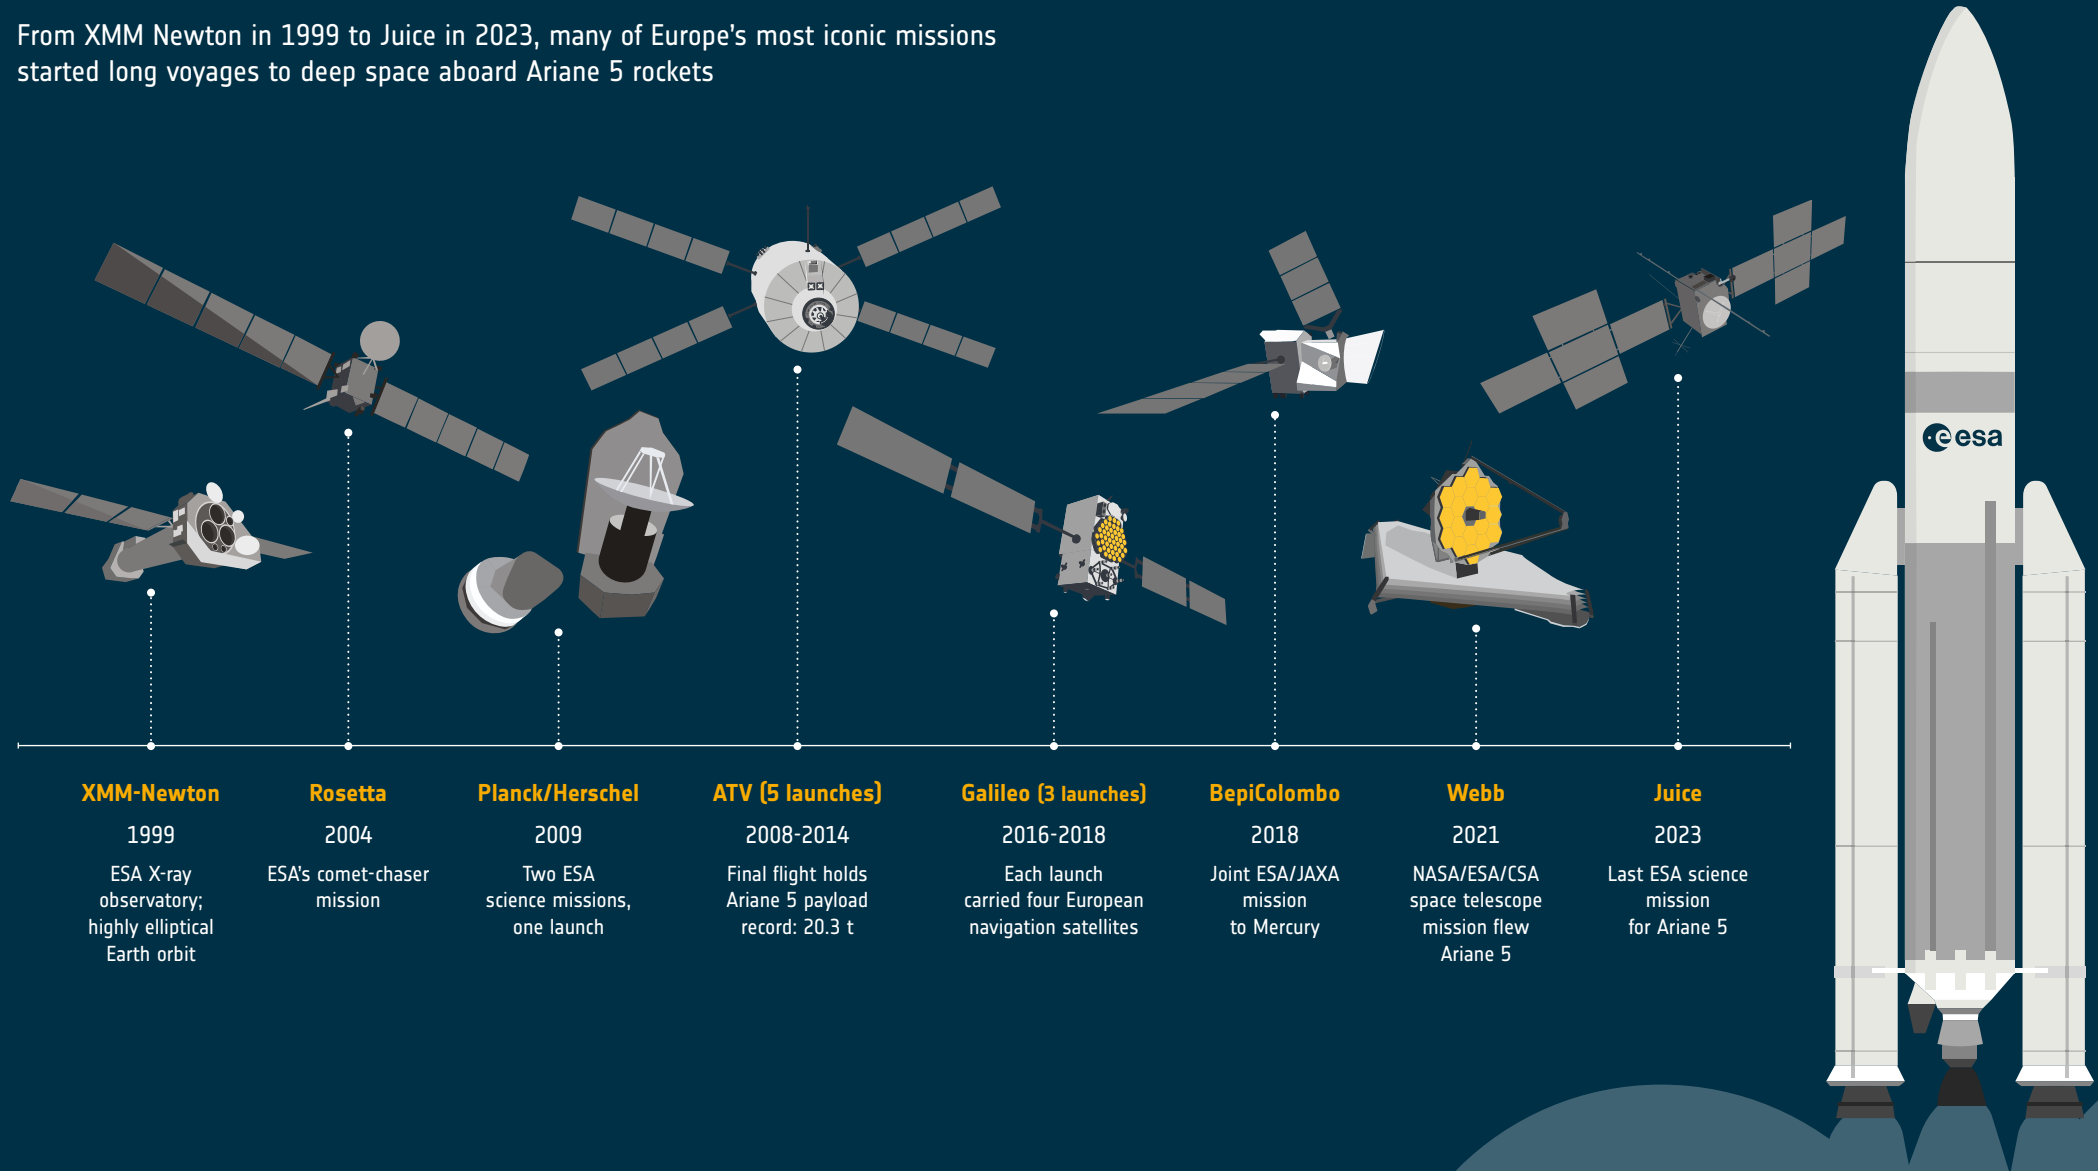 From XMM Newton in 1999 to Juice in 2023, many of Europe's most iconic missions
started long voyages to deep space aboard Ariane 5 rockets
esa
XMM-Newton
1999
ESA X-ray
observatory;
highly elliptical
Earth orbit
Rosetta
2004
ESA's comet-chaser
mission
Planck/Herschel
2009
Two ESA
science missions,
one launch
ATV (5 launches)
2008-2014
Final flight holds
Ariane 5 payload
record: 20.3 t
Galileo (3 launches)
2016-2018
Each launch
carried four European
navigation satellites
BepiColombo
2018
Joint ESA/JAXA
mission
to Mercury
Webb
2021
NASA/ESA/CSA
space telescope
mission flew
Ariane 5
Juice
2023
Last ESA science
mission
for Ariane 5